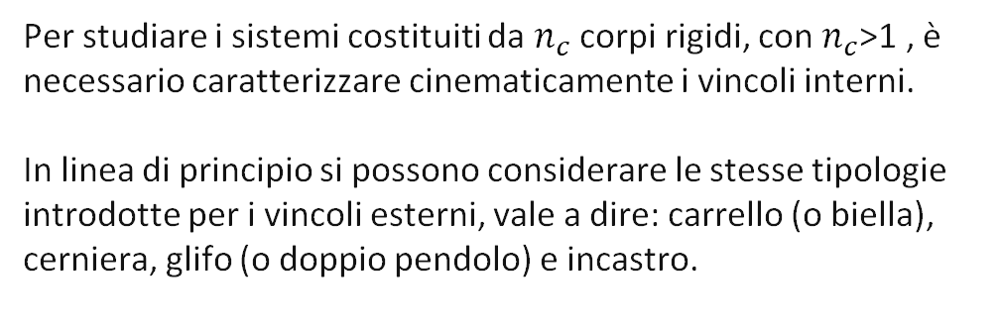 Per studiare i sistemi costituiti da n_c corpi rigidi, con n_c>1 , è
necessario caratterizzare cinematicamente i vincoli interni.
In linea di principio si possono considerare le stesse tipologie
introdotte per i vincoli esterni, vale a dire: carrello (o biella),
cerniera, glifo (o doppio pendolo) e incastro.